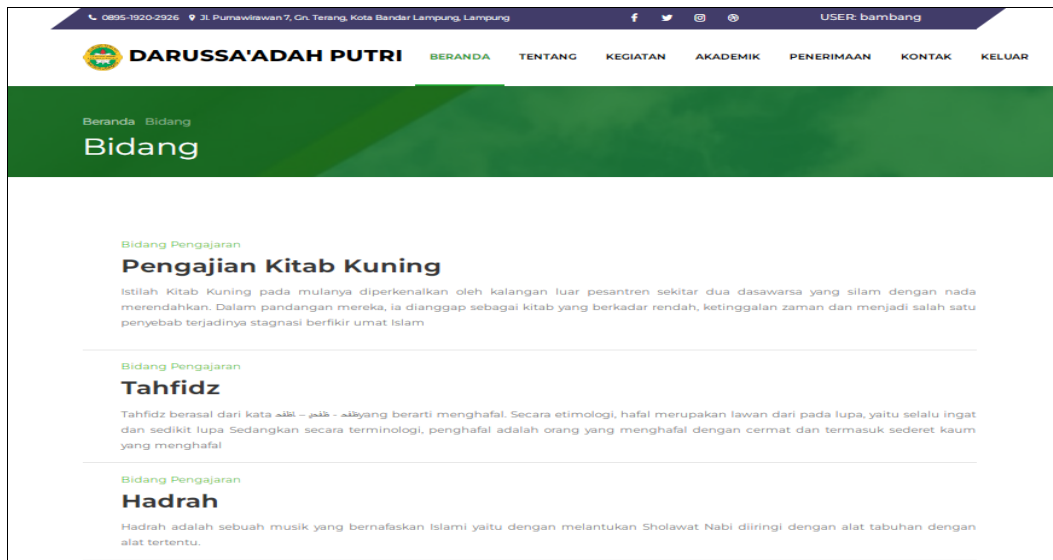 0895-1920-2926 Jl. Purnawirawan 7, Gn. Terang, Kota Bandar Lampung, Lampung USER: bambang
DARUSSA'ADAH PUTRI BERANDA TENTANG KEGIATAN AKADEMIK PENERIMAAN KONTAK KELUAR
Beranda Bidang
Bidang
Bidang Pengajaran
Pengajian Kitab Kuning
Istilah Kitab Kuning pada mulanya diperkenalkan oleh kalangan luar pesantren sekitar dua dasawarsa yang silam dengan nada
merendahkan. Dalam pandangan mereka, ia dianggap sebagai kitab yang berkadar rendah, ketinggalan zaman dan menjadi salah satu
penyebab terjadinya stagnasi berfikir umat Islam
Bidang Pengajaran
Tahfidz
Tahfidz berasal dari kata yang berarti menghafal. Secara etimologi, hafal merupakan lawan dari pada lupa, yaitu selalu ingat
dan sedikit lupa Sedangkan secara terminologi, penghafal adalah orang yang menghafal dengan cermat dan termasuk sederet kaum
yang menghafal
Bidang Pengajaran
Hadrah
Hadrah adalah sebuah musik yang bernafaskan Islami yaitu dengan melantukan Sholawat Nabi diiringi dengan alat tabuhan dengan
alat tertentu.